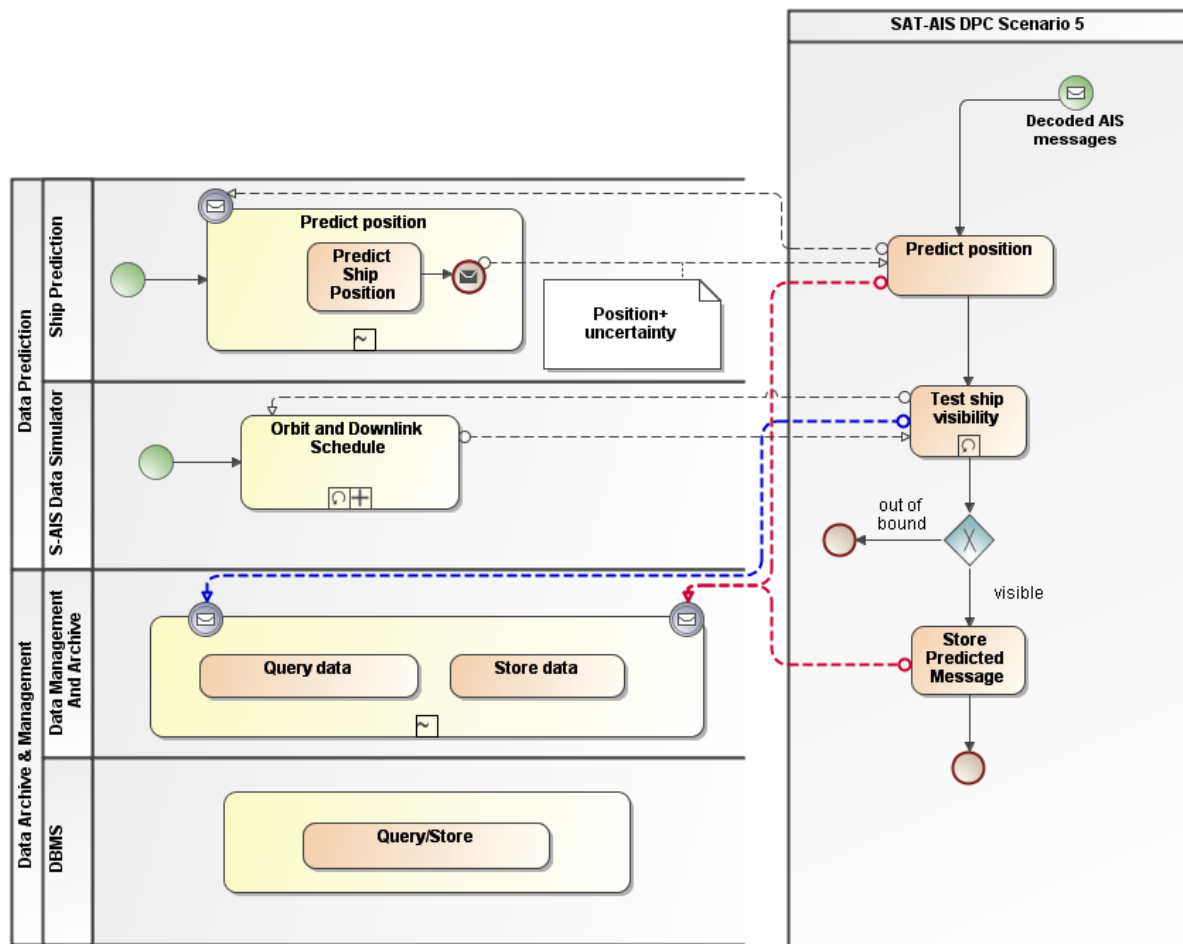 SAT-AIS DPC Scenario 5
Decoded AIS
messages
Data Prediction
Ship Prediction
Predict position
Predict
Ship
Position
Position+
uncertainty
Predict position
S-AIS Data Simulator
Orbit and Downlink
Schedule
Test ship
visibility
out of
bound
visible
Data Archive & Management
Data Management
And Archive
Query data
Store data
Store
Predicted
Message
DBMS
Query/Store